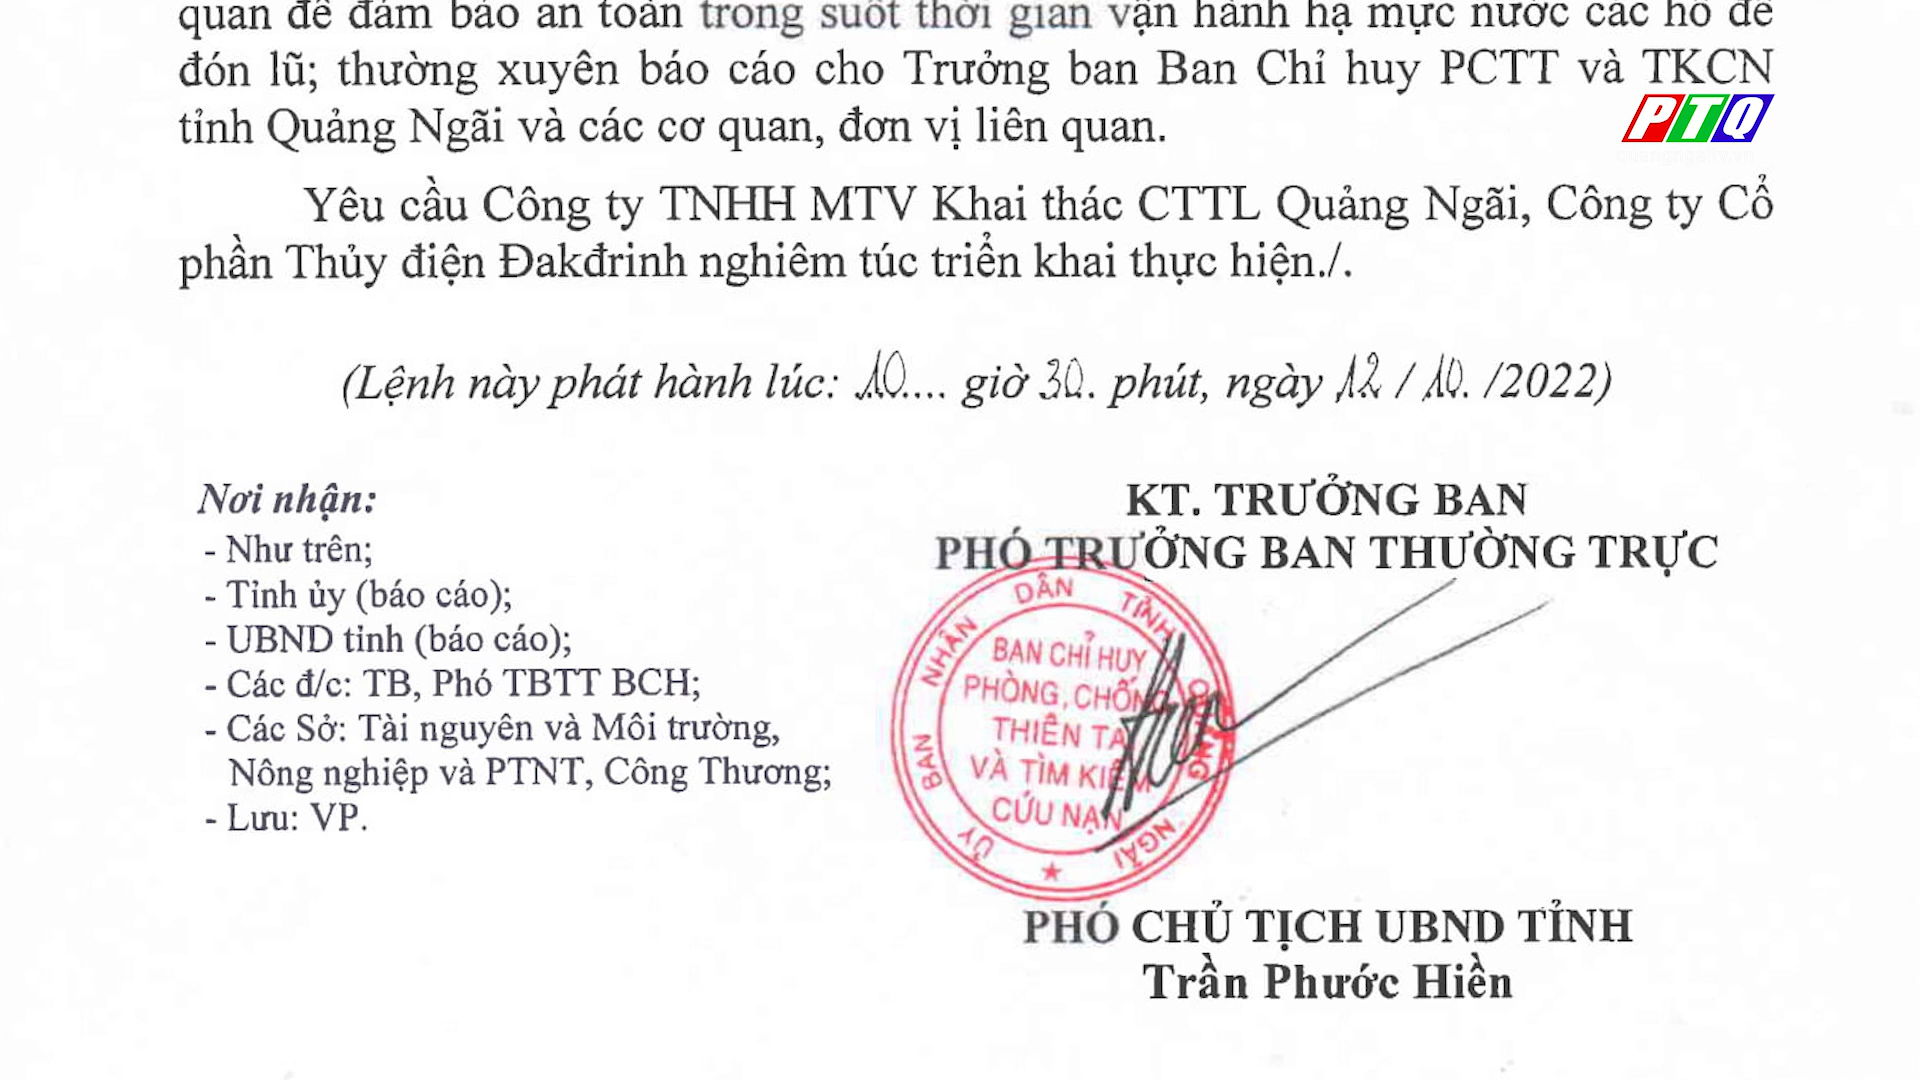 quan để đảm bảo an toàn trong suốt thời gian vận hành hạ mực nước các hồ để
đón lũ; thường xuyên báo cáo cho Trưởng ban Ban Chỉ huy PCTT và TKCN
tỉnh Quảng Ngãi và các cơ quan, đơn vị liên quan.
PTQ
Yêu cầu Công ty TNHH MTV Khai thác CTTL Quảng Ngãi, Công ty Cổ
phần Thủy điện Đakđrinh nghiêm túc triển khai thực hiện./.
(Lệnh này phát hành lúc: 10.... giờ 30. phút, ngày 12 / 10. /2022)
Nơi nhận:
- Như trên;
- Tỉnh ủy (báo cáo);
- UBND tỉnh (báo cáo);
- Các đ/c: TB, Phó TBTT BCH;
- Các Sở: Tài nguyên và Môi trường,
Nông nghiệp và PTNT, Công Thương;
- Lưu: VP.
KT. TRƯỞNG BAN
PHÓ TRƯỞNG BAN THƯỜNG TRỰC
ỦY BAN NHÂN DÂN TỈNH QUẢNG NGÃI
BAN CHỈ HUY
PHÒNG, CHỐNG
THIÊN TAI
VÀ TÌM KIẾM
CỨU NẠN
PHÓ CHỦ TỊCH UBND TỈNH
Trần Phước Hiền